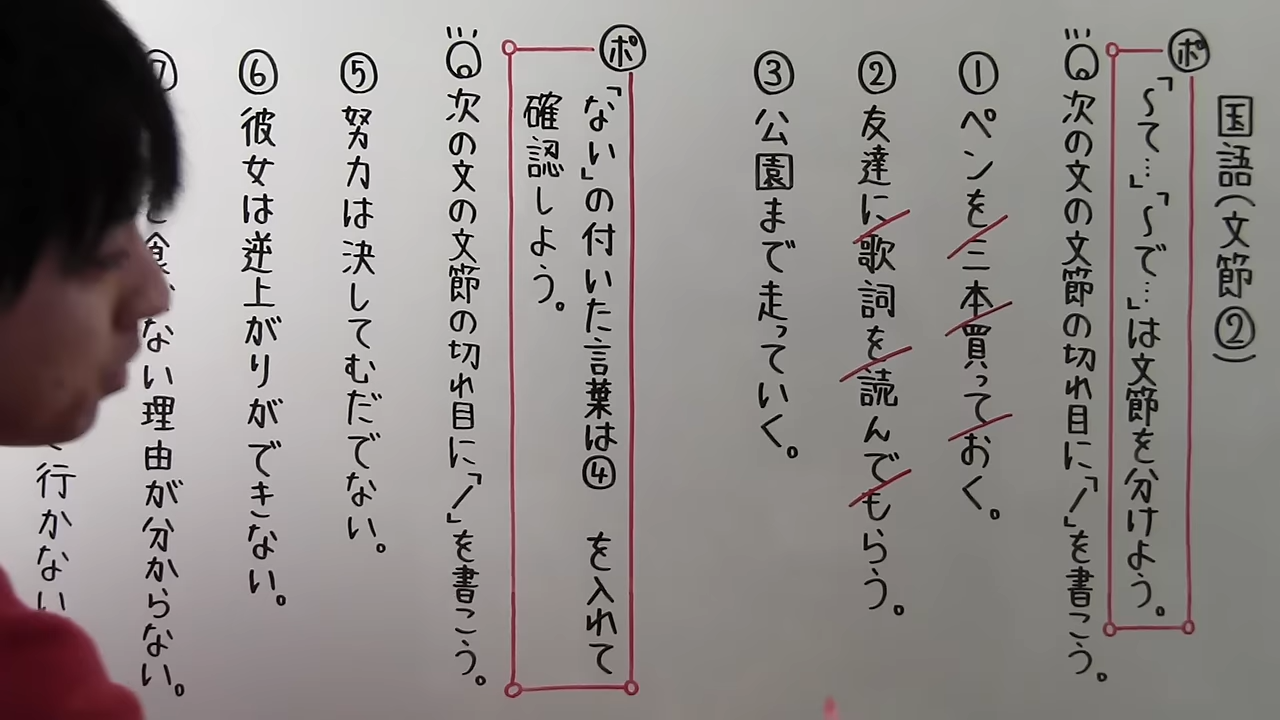 国語(文節②)
ポ
「〜て…」「〜で…」は文節を分けよう。
Q 次の文の文節の切れ目に「/」を書こう。
① ペンを/三本/買って/おく。
② 友達に/歌詞を/読んで/もらう。
③ 公園まで走っていく。
ポ
「ない」の付いた言葉は④ を入れて
確認しよう。
Q 次の文の文節の切れ目に「/」を書こう。
⑤ 努力は決してむだでない。
⑥ 彼女は逆上がりができない。
⑦ ない理由が分からない。
行かない